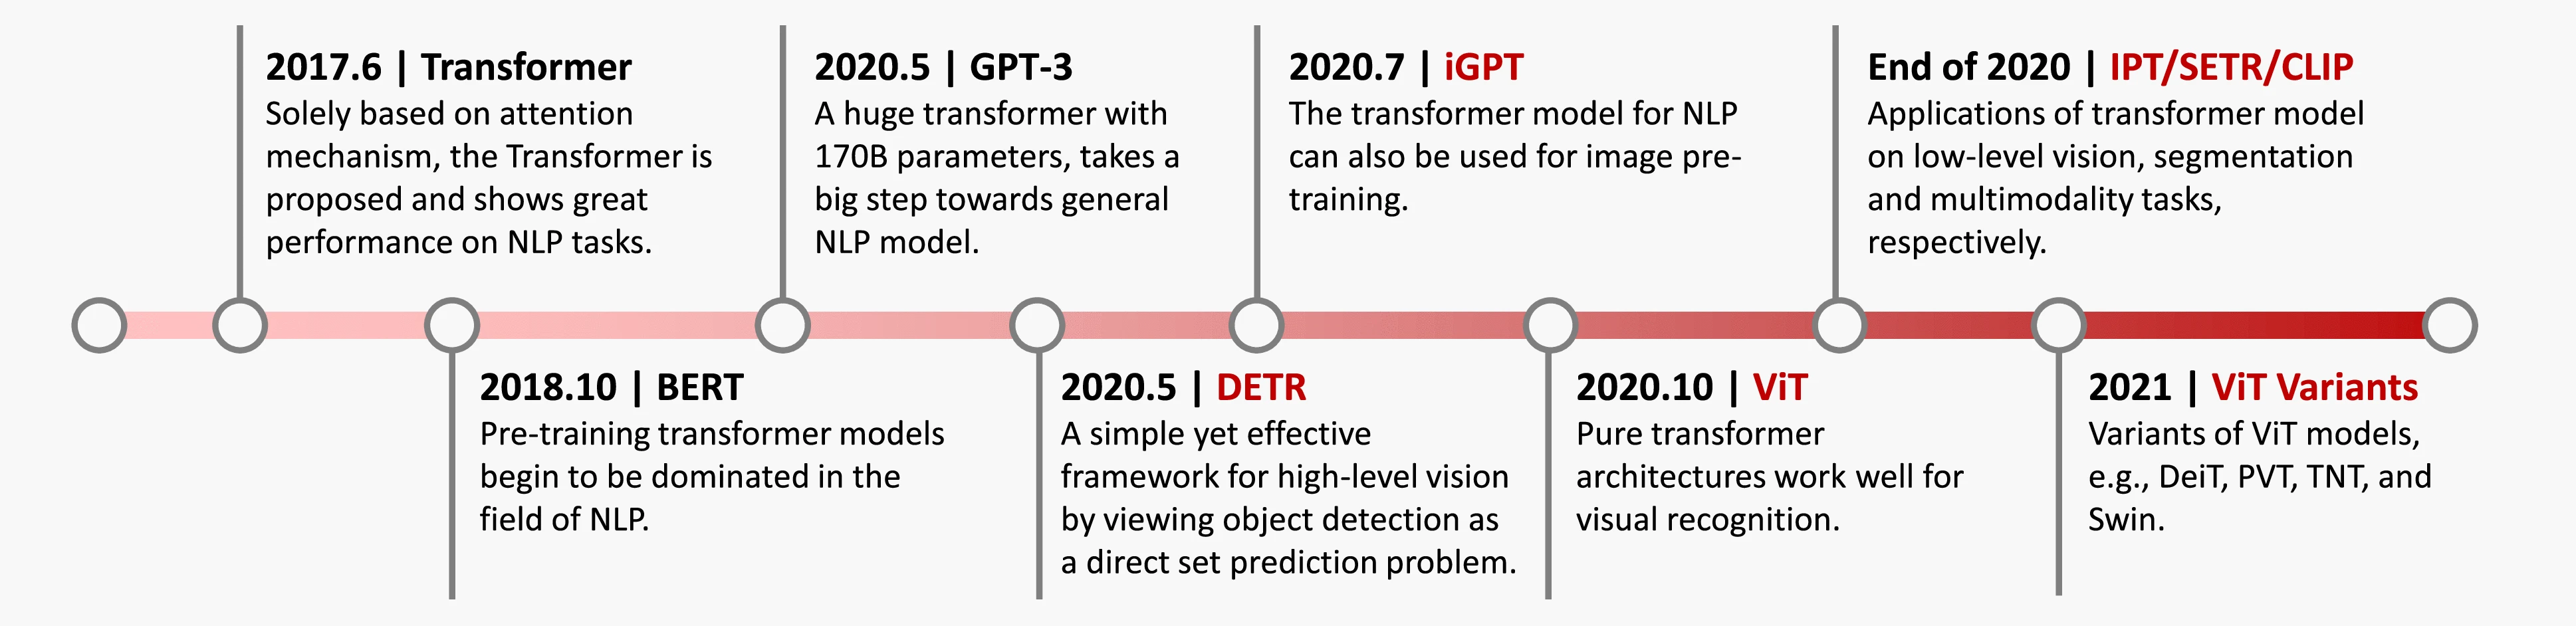 2017.6 | Transformer
Solely based on attention
mechanism, the Transformer is
proposed and shows great
performance on NLP tasks.
2018.10 | BERT
Pre-training transformer models
begin to be dominated in the
field of NLP.
2020.5 | GPT-3
A huge transformer with
170B parameters, takes a
big step towards general
NLP model.
2020.5 | DETR
A simple yet effective
framework for high-level vision
by viewing object detection as
a direct set prediction problem.
2020.7 | iGPT
The transformer model for NLP
can also be used for image pre-
training.
2020.10 | ViT
Pure transformer
architectures work well for
visual recognition.
End of 2020 | IPT/SETR/CLIP
Applications of transformer model
on low-level vision, segmentation
and multimodality tasks,
respectively.
2021 | ViT Variants
Variants of ViT models,
e.g., DeiT, PVT, TNT, and
Swin.